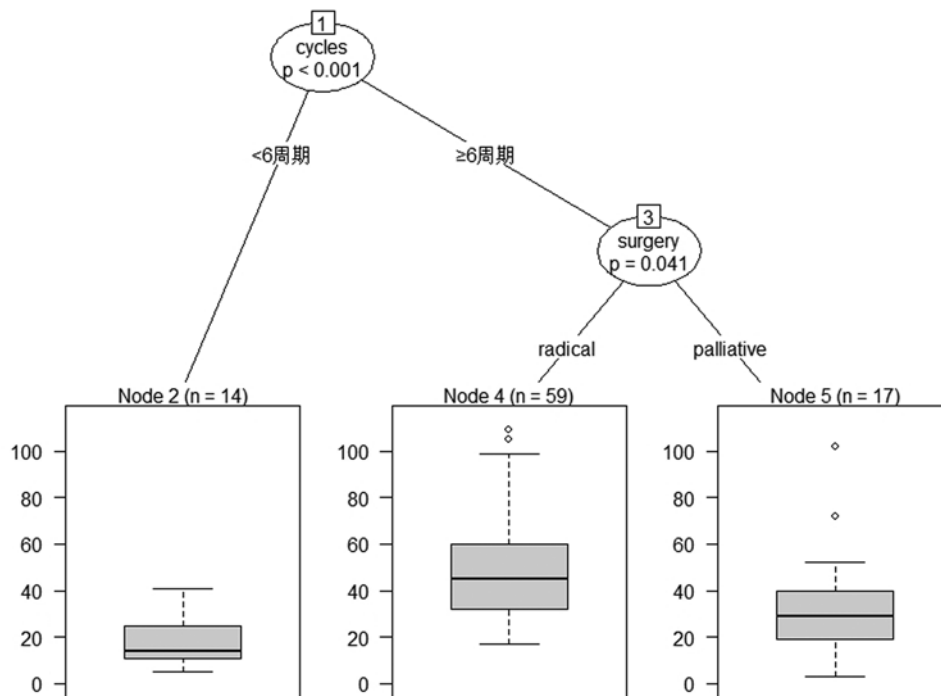 1
cycles
p < 0.001
<6周期
≥6周期
3
surgery
p = 0.041
radical
palliative
Node 2 (n = 14)
100
80
60
40
20
0
Node 4 (n = 59)
100
80
60
40
20
0
Node 5 (n = 17)
100
80
60
40
20
0